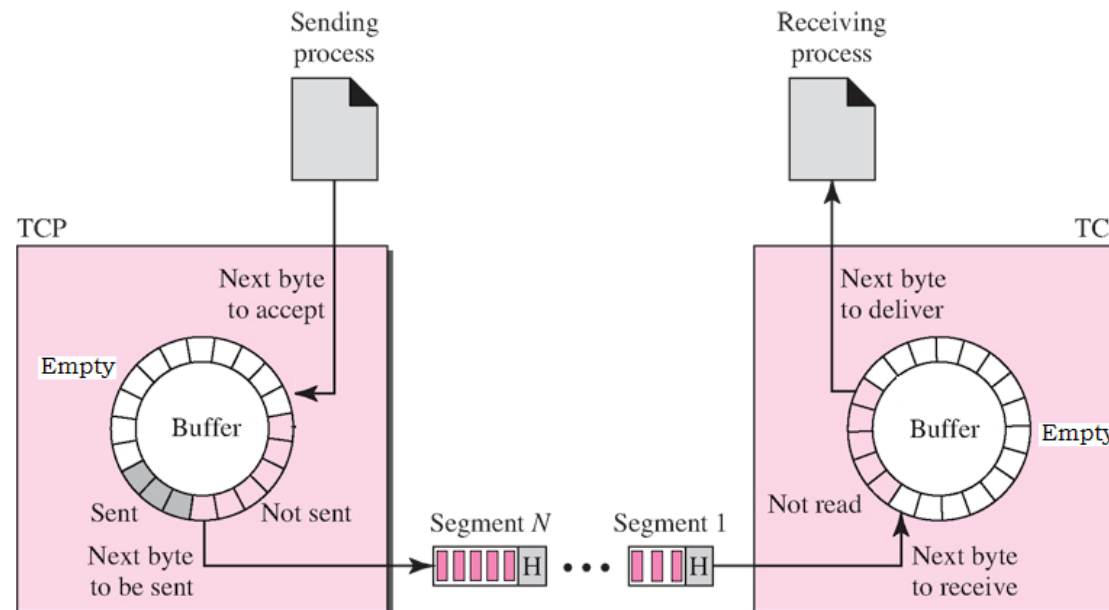 Sending
process
Receiving
process
TCP
TC
Next byte
to accept
Next byte
to deliver
Empty
Buffer
Buffer
Empty
Sent
Not sent
Not read
Segment N
Segment 1
Next byte
to be sent
H
H
Next byte
to receive